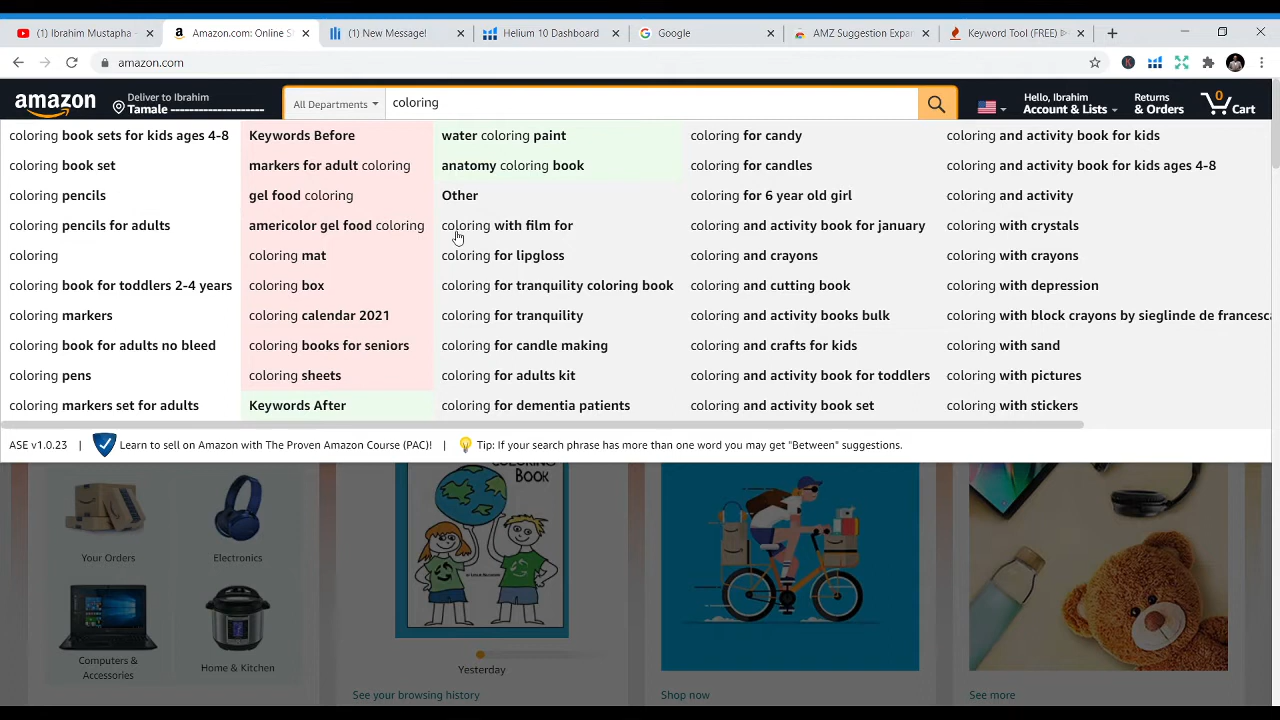 (1) Ibrahim Mustapha
Amazon.com: Online S
(1) New Message!
Helium 10 Dashboard
Google
AMZ Suggestion Expa
Keyword Tool (FREE)
amazon.com
amazon
Deliver to Ibrahim
Tamale
All Departments
coloring
Hello, Ibrahim
Account & Lists
Returns
& Orders
0
Cart
coloring book sets for kids ages 4-8
coloring book set
coloring pencils
coloring pencils for adults
coloring
coloring book for toddlers 2-4 years
coloring markers
coloring book for adults no bleed
coloring pens
coloring markers set for adults
Keywords Before
markers for adult coloring
gel food coloring
americolor gel food coloring
coloring mat
coloring box
coloring calendar 2021
coloring books for seniors
coloring sheets
Keywords After
water coloring paint
anatomy coloring book
Other
coloring with film for
coloring for lipgloss
coloring for tranquility coloring book
coloring for tranquility
coloring for candle making
coloring for adults kit
coloring for dementia patients
coloring for candy
coloring for candles
coloring for 6 year old girl
coloring and activity book for january
coloring and crayons
coloring and cutting book
coloring and activity books bulk
coloring and crafts for kids
coloring and activity book for toddlers
coloring and activity book set
coloring and activity book for kids
coloring and activity book for kids ages 4-8
coloring and activity
coloring with crystals
coloring with crayons
coloring with depression
coloring with block crayons by sieglinde de francesca
coloring with sand
coloring with pictures
coloring with stickers
ASE v1.0.23 | Learn to sell on Amazon with The Proven Amazon Course (PAC)! | Tip: If your search phrase has more than one word you may get "Between" suggestions.
Your Orders
Electronics
Computers &
Accessories
Home & Kitchen
BOOK
Yesterday
See your browsing history
Shop now
See more